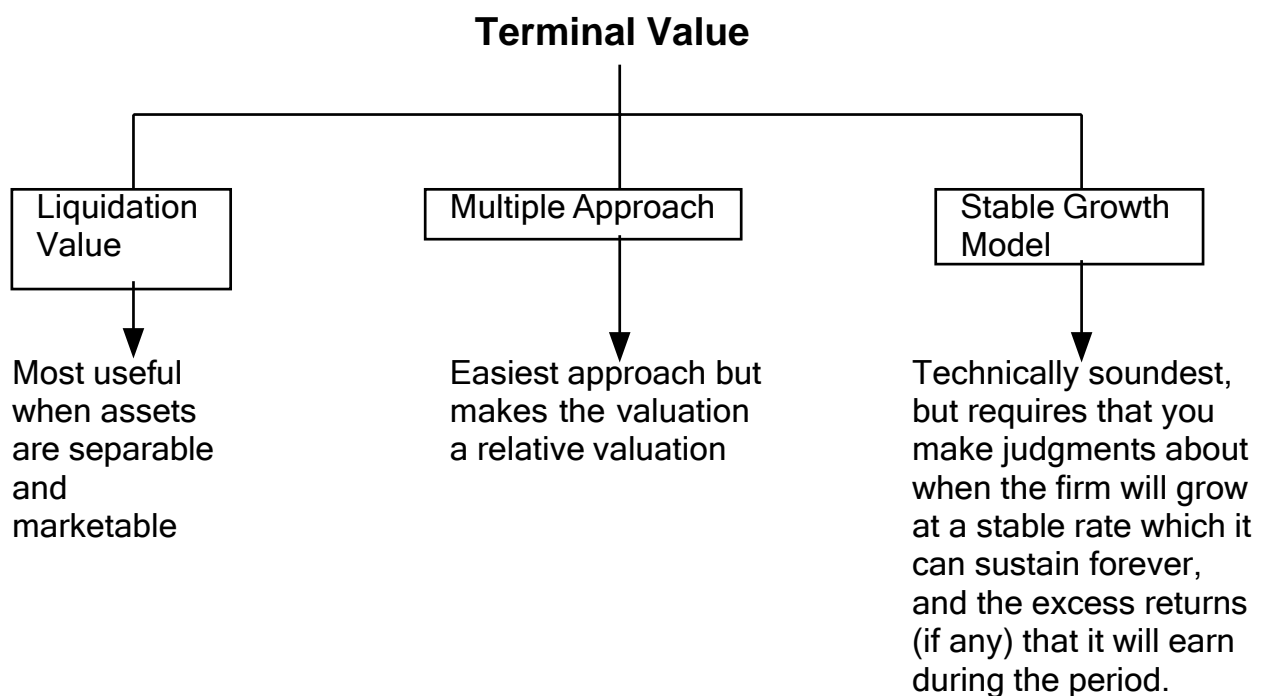 Terminal Value
Liquidation
Value
Multiple Approach
Stable Growth
Model
Most useful
when assets
are separable
and
marketable
Easiest approach but
makes the valuation
a relative valuation
Technically soundest,
but requires that you
make judgments about
when the firm will grow
at a stable rate which it
can sustain forever,
and the excess returns
(if any) that it will earn
during the period.